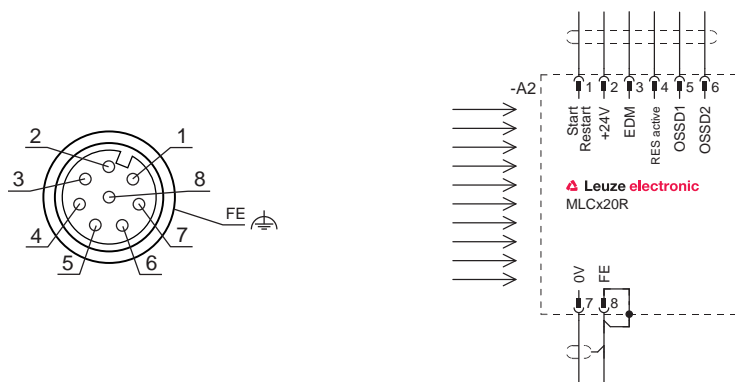 2
1
3
8
FE
4
7
5
6
-A2
1 2 3 4 5 6
Start
Restart
+24V
EDM
RES active
OSSD1
OSSD2
Leuze electronic
MLCx20R
0V
FE
7 8